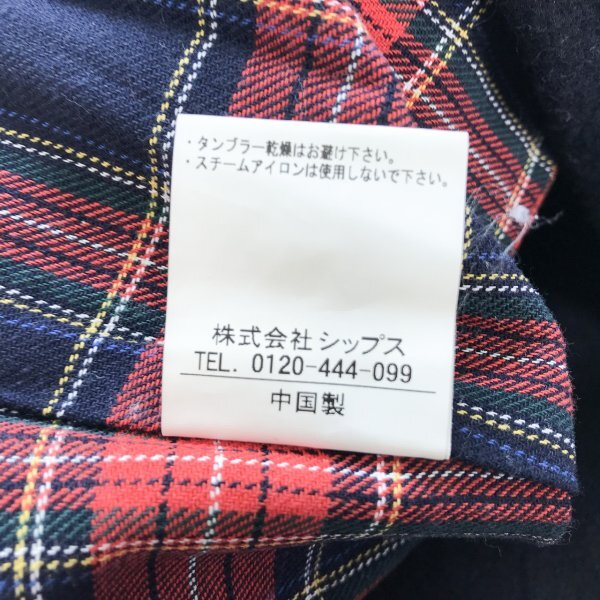 ・タンブラー乾燥はお避け下さい。
・スチームアイロンは使用しないで下さい。
株式会社シップス
TEL. 0120-444-099
中国製